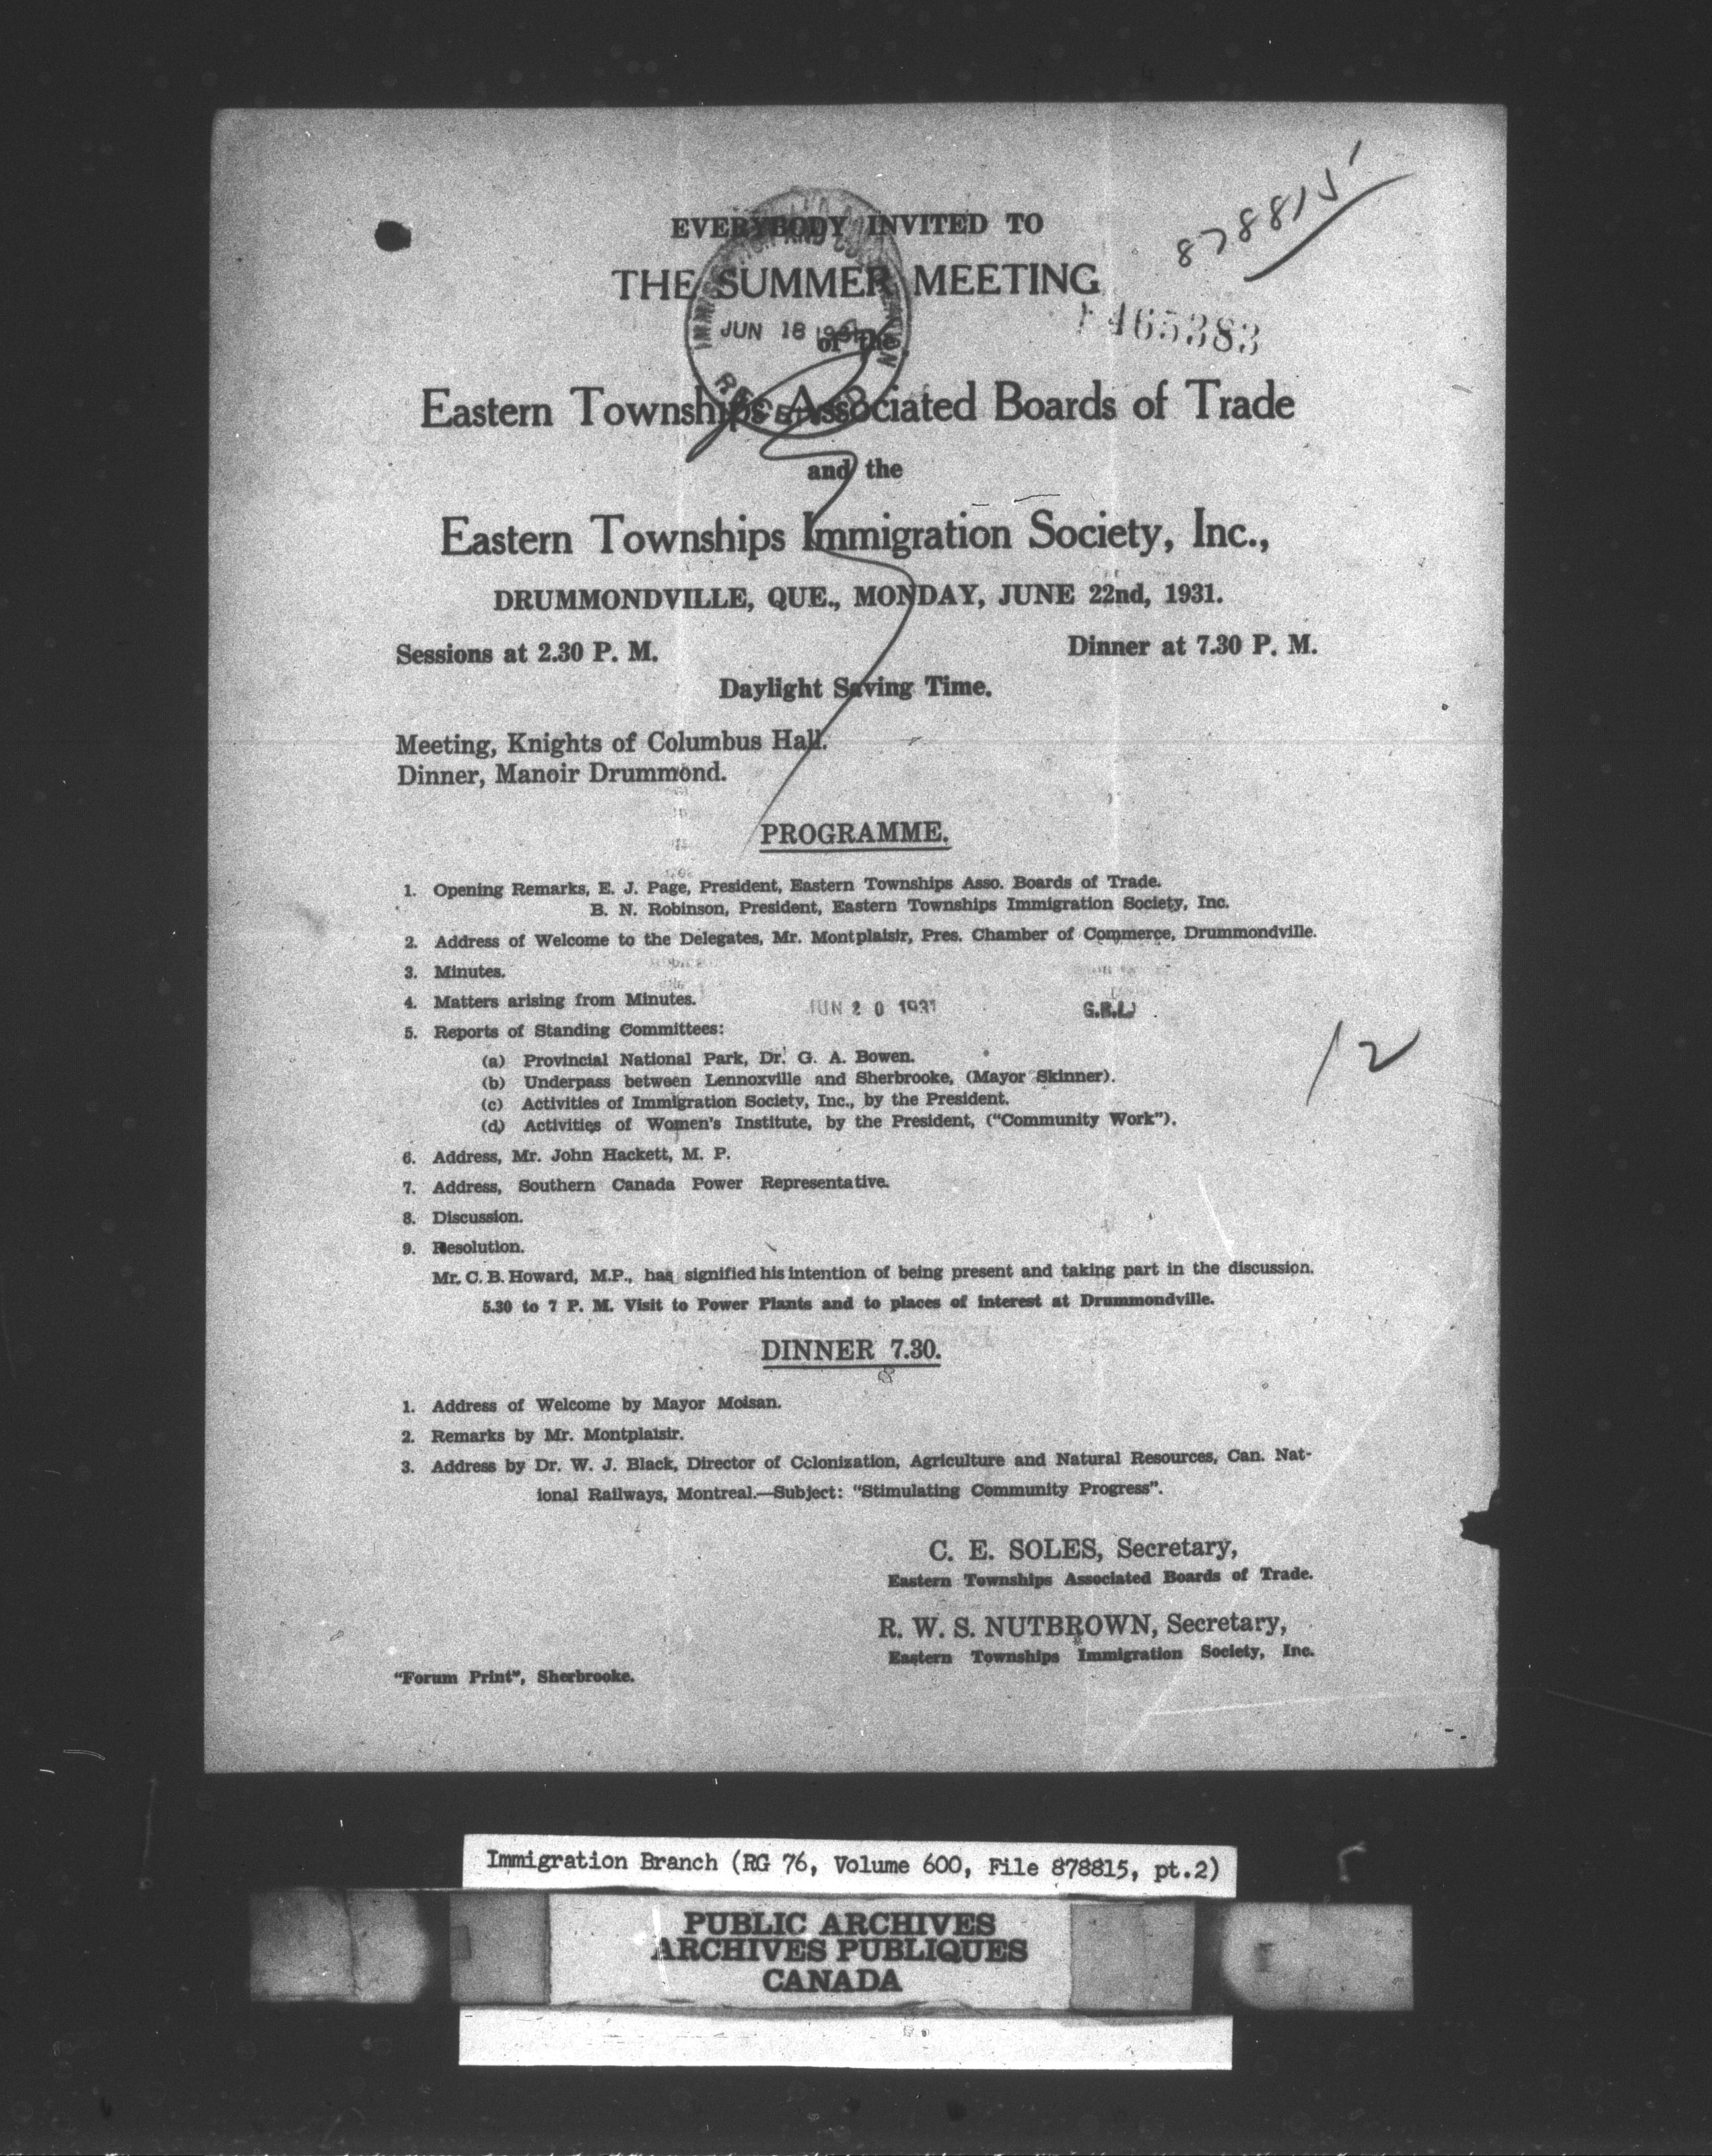 EVERYBODY INVITED TO
THE SUMMER MEETING
of the
Eastern Townships Associated Boards of Trade
and the
Eastern Townships Immigration Society, Inc.,
DRUMMONDVILLE, QUE., MONDAY, JUNE 22nd, 1931.
Sessions at 2.30 P. M. Dinner at 7.30 P. M.
Daylight Saving Time.
Meeting, Knights of Columbus Hall.
Dinner, Manoir Drummond.
878815
465383
IMMIGRATION AND COLONIZATION
JUN 18 1931
RECEIVED
PROGRAMME.
1. Opening Remarks, E. J. Page, President, Eastern Townships Asso. Boards of Trade.
B. N. Robinson, President, Eastern Townships Immigration Society, Inc.
2. Address of Welcome to the Delegates, Mr. Montplaisir, Pres. Chamber of Commerce, Drummondville.
3. Minutes.
4. Matters arising from Minutes.
JUN 20 1931 G.R.L.
5. Reports of Standing Committees:
(a) Provincial National Park, Dr. G. A. Bowen.
(b) Underpass between Lennoxville and Sherbrooke, (Mayor Skinner).
(c) Activities of Immigration Society, Inc., by the President.
(d) Activities of Women's Institute, by the President, ("Community Work").
12
6. Address, Mr. John Hackett, M. P.
7. Address, Southern Canada Power Representative.
8. Discussion.
9. Resolution.
Mr. C. B. Howard, M.P., has signified his intention of being present and taking part in the discussion.
5.30 to 7 P. M. Visit to Power Plants and to places of interest at Drummondville.
DINNER 7.30.
1. Address of Welcome by Mayor Moisan.
2. Remarks by Mr. Montplaisir.
3. Address by Dr. W. J. Black, Director of Colonization, Agriculture and Natural Resources, Can. Nat-
ional Railways, Montreal.—Subject: "Stimulating Community Progress".
C. E. SOLES, Secretary,
Eastern Townships Associated Boards of Trade.
R. W. S. NUTBROWN, Secretary,
Eastern Townships Immigration Society, Inc.
"Forum Print", Sherbrooke.
Immigration Branch (RG 76, Volume 600, File 878815, pt.2)
PUBLIC ARCHIVES
ARCHIVES PUBLIQUES
CANADA